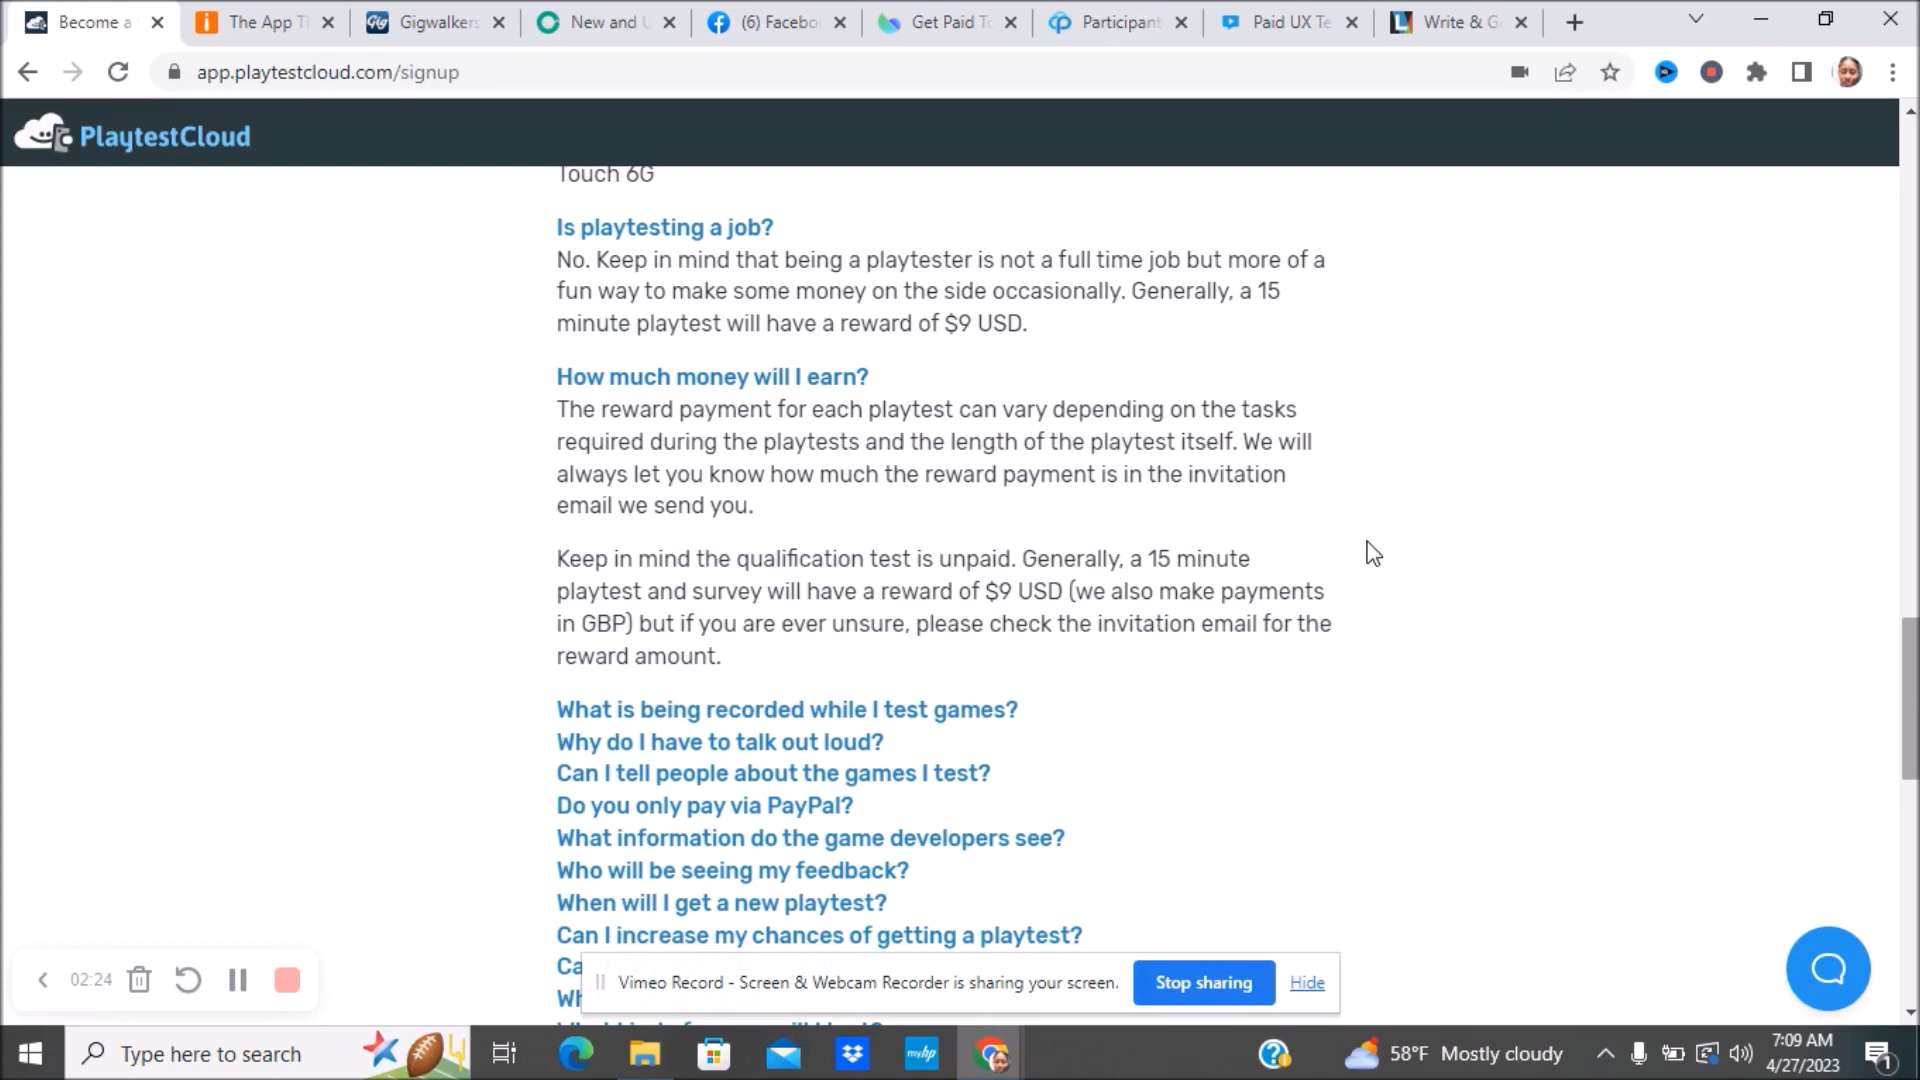 Become a
The App T
Gig
Gigwalkers
New and U
(6) Facebo
Get Paid To
Participant
Paid UX Te
Write & G
app.playtestcloud.com/signup
PlaytestCloud
Touch 6G
Is playtesting a job?
No. Keep in mind that being a playtester is not a full time job but more of a
fun way to make some money on the side occasionally. Generally, a 15
minute playtest will have a reward of $9 USD.
How much money will I earn?
The reward payment for each playtest can vary depending on the tasks
required during the playtests and the length of the playtest itself. We will
always let you know how much the reward payment is in the invitation
email we send you.
Keep in mind the qualification test is unpaid. Generally, a 15 minute
playtest and survey will have a reward of $9 USD (we also make payments
in GBP) but if you are ever unsure, please check the invitation email for the
reward amount.
What is being recorded while I test games?
Why do I have to talk out loud?
Can I tell people about the games I test?
Do you only pay via PayPal?
What information do the game developers see?
Who will be seeing my feedback?
When will I get a new playtest?
Can I increase my chances of getting a playtest?
Ca
Wh
02:24
Vimeo Record - Screen & Webcam Recorder is sharing your screen.
Stop sharing
Hide
Type here to search
myhp
58°F Mostly cloudy
7:09 AM
4/27/2023
1